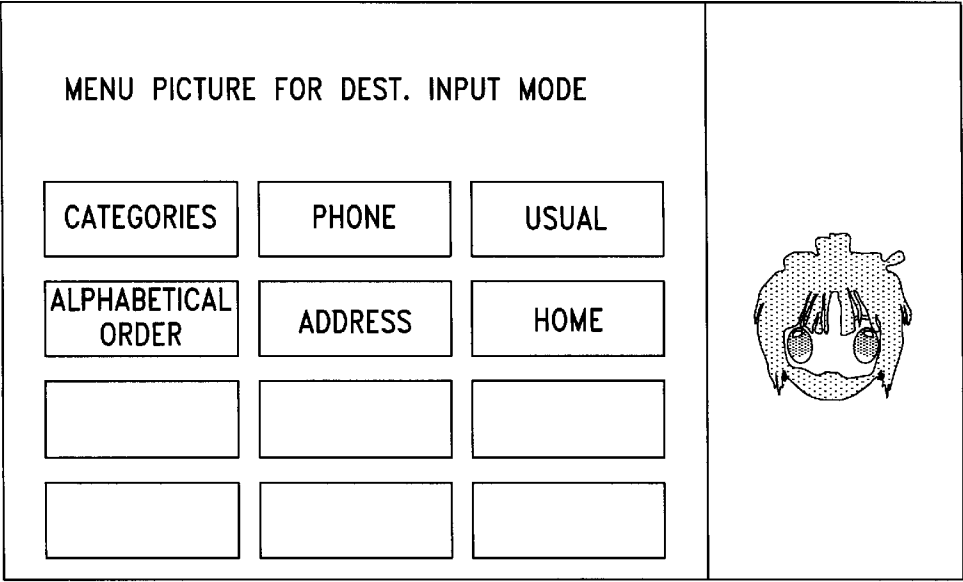 MENU PICTURE FOR DEST. INPUT MODE
CATEGORIES PHONE USUAL
ALPHABETICAL
ORDER ADDRESS HOME